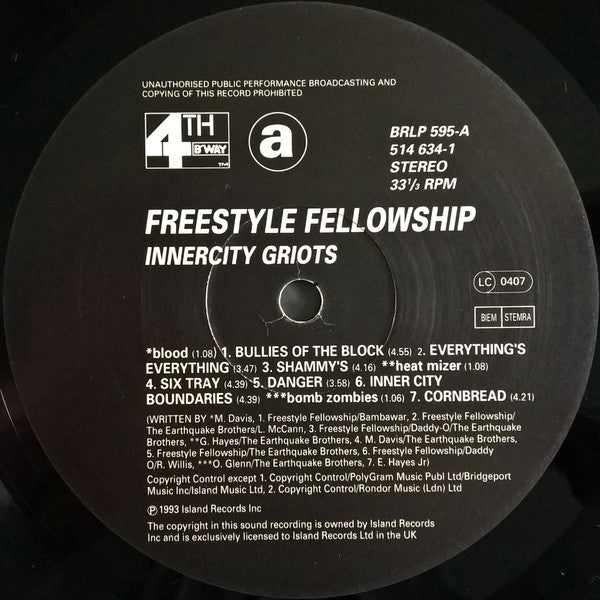 UNAUTHORISED PUBLIC PERFORMANCE BROADCASTING AND
COPYING OF THIS RECORD PROHIBITED
4TH
B'WAY
TM
a
BRLP 595-A
514 634-1
STEREO
33 1/3 RPM
FREESTYLE FELLOWSHIP
INNERCITY GRIOTS
LC 0407
BIEM STEMRA
*blood (1.08) 1. BULLIES OF THE BLOCK (4.55) 2. EVERYTHING'S
EVERYTHING (3.47) 3. SHAMMY'S (4.16) **heat mizer (1.08)
4. SIX TRAY (4.39) 5. DANGER (3.58) 6. INNER CITY
BOUNDARIES (4.39) ***bomb zombies (1.06) 7. CORNBREAD (4.21)
(WRITTEN BY *M. Davis, 1. Freestyle Fellowship/Bambawar, 2. Freestyle Fellowship/
The Earthquake Brothers/L. McCann, 3. Freestyle Fellowship/Daddy-O/The Earthquake
Brothers, **G. Hayes/The Earthquake Brothers, 4. M. Davis/The Earthquake Brothers,
5. Freestyle Fellowship/The Earthquake Brothers, 6. Freestyle Fellowship/Daddy
O/R. Willis, ***O. Glenn/The Earthquake Brothers, 7. E. Hayes Jr)
Copyright Control except 1. Copyright Control/PolyGram Music Publ Ltd/Bridgeport
Music Inc/Island Music Ltd, 2. Copyright Control/Rondor Music (Ldn) Ltd
℗ 1993 Island Records Inc
The copyright in this sound recording is owned by Island Records
Inc and is exclusively licensed to Island Records Ltd in the UK